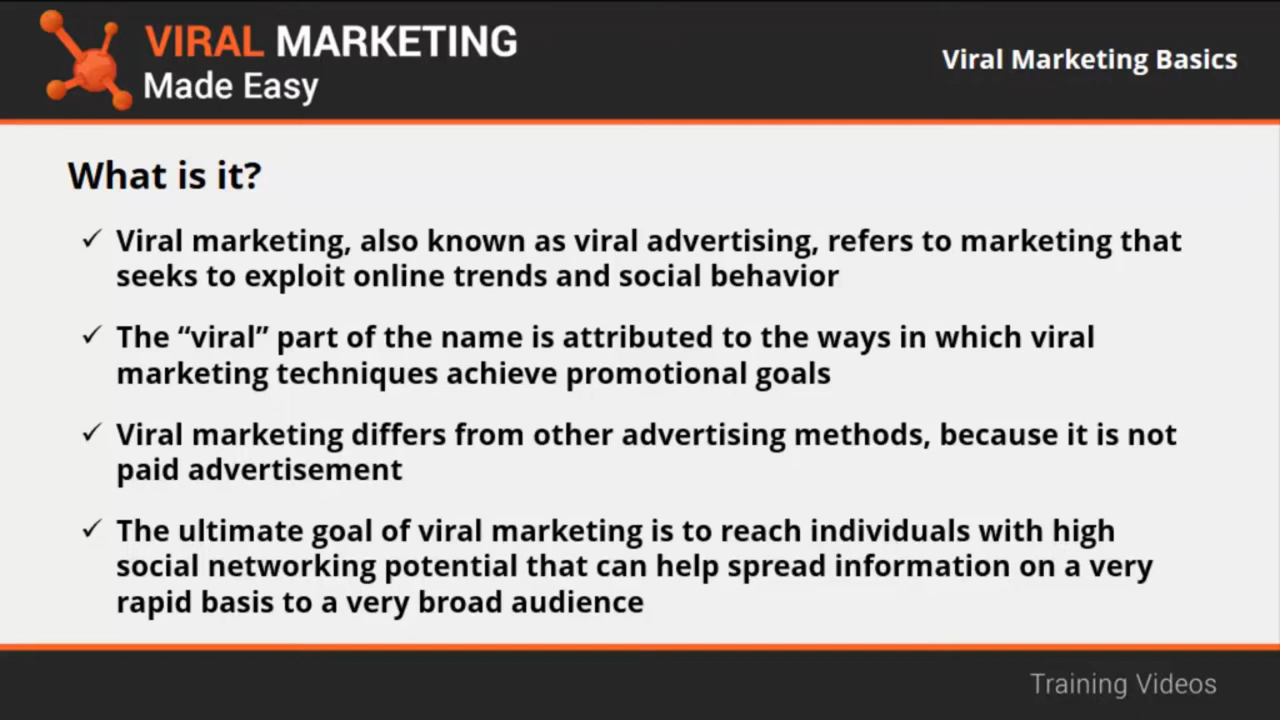 VIRAL MARKETING
Made Easy
Viral Marketing Basics
What is it?
✓ Viral marketing, also known as viral advertising, refers to marketing that
seeks to exploit online trends and social behavior
✓ The “viral” part of the name is attributed to the ways in which viral
marketing techniques achieve promotional goals
✓ Viral marketing differs from other advertising methods, because it is not
paid advertisement
✓ The ultimate goal of viral marketing is to reach individuals with high
social networking potential that can help spread information on a very
rapid basis to a very broad audience
Training Videos